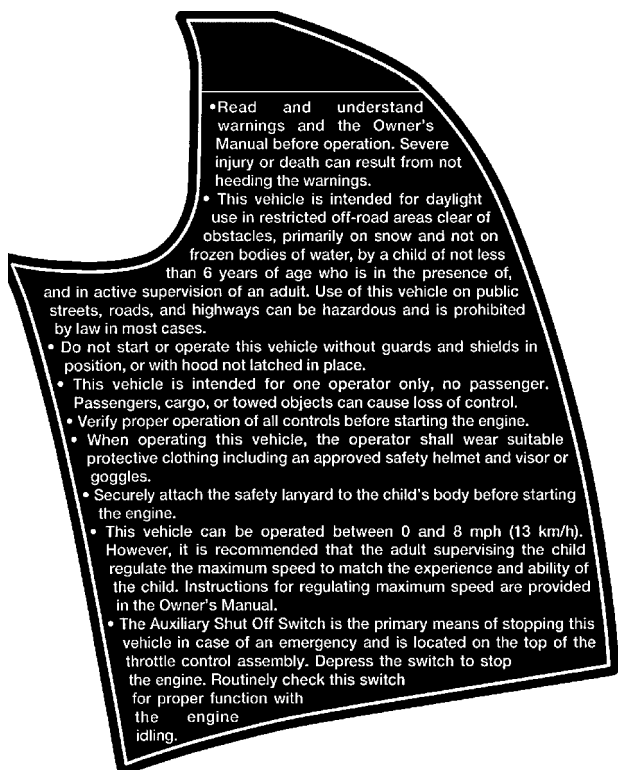 •Read and understand
warnings and the Owner's
Manual before operation. Severe
injury or death can result from not
heeding the warnings.
• This vehicle is intended for daylight
use in restricted off-road areas clear of
obstacles, primarily on snow and not on
frozen bodies of water, by a child of not less
than 6 years of age who is in the presence of,
and in active supervision of an adult. Use of this vehicle on public
streets, roads, and highways can be hazardous and is prohibited
by law in most cases.
• Do not start or operate this vehicle without guards and shields in
position, or with hood not latched in place.
• This vehicle is intended for one operator only, no passenger.
Passengers, cargo, or towed objects can cause loss of control.
• Verify proper operation of all controls before starting the engine.
• When operating this vehicle, the operator shall wear suitable
protective clothing including an approved safety helmet and visor or
goggles.
• Securely attach the safety lanyard to the child's body before starting
the engine.
• This vehicle can be operated between 0 and 8 mph (13 km/h).
However, it is recommended that the adult supervising the child
regulate the maximum speed to match the experience and ability of
the child. Instructions for regulating maximum speed are provided
in the Owner's Manual.
• The Auxiliary Shut Off Switch is the primary means of stopping this
vehicle in case of an emergency and is located on the top of the
throttle control assembly. Depress the switch to stop
the engine. Routinely check this switch
for proper function with
the engine
idling.